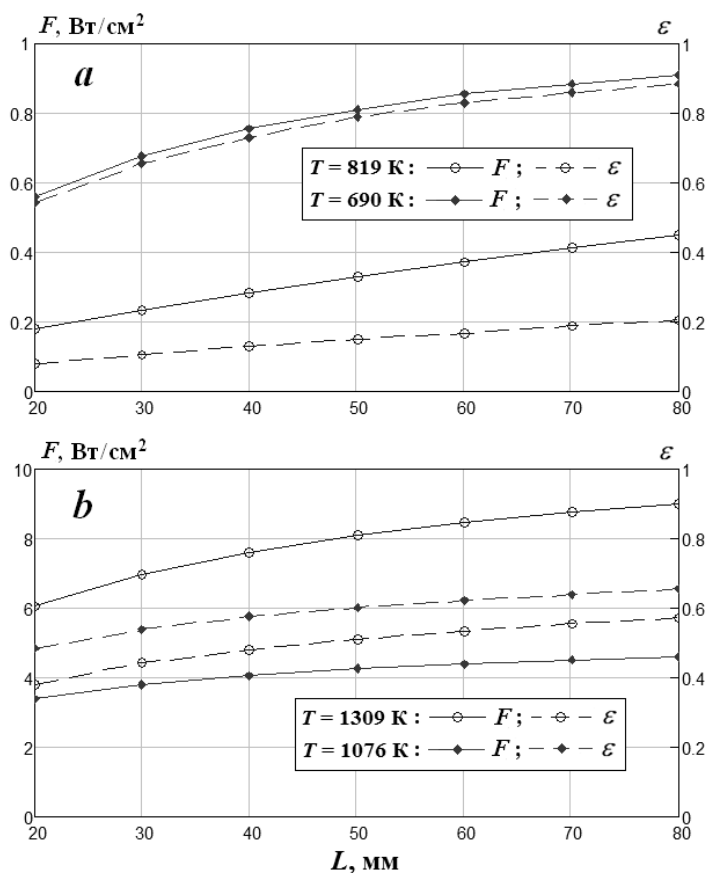 F, Вт/см² ε
a
1 1
0.8 0.8
0.6 0.6
0.4 0.4
0.2 0.2
0 0
T = 819 К: F; ε
T = 690 К: F; ε
20 30 40 50 60 70 80
F, Вт/см² ε
b
10 1
8 0.8
6 0.6
4 0.4
2 0.2
0 0
T = 1309 К: F; ε
T = 1076 К: F; ε
20 30 40 50 60 70 80
L, мм